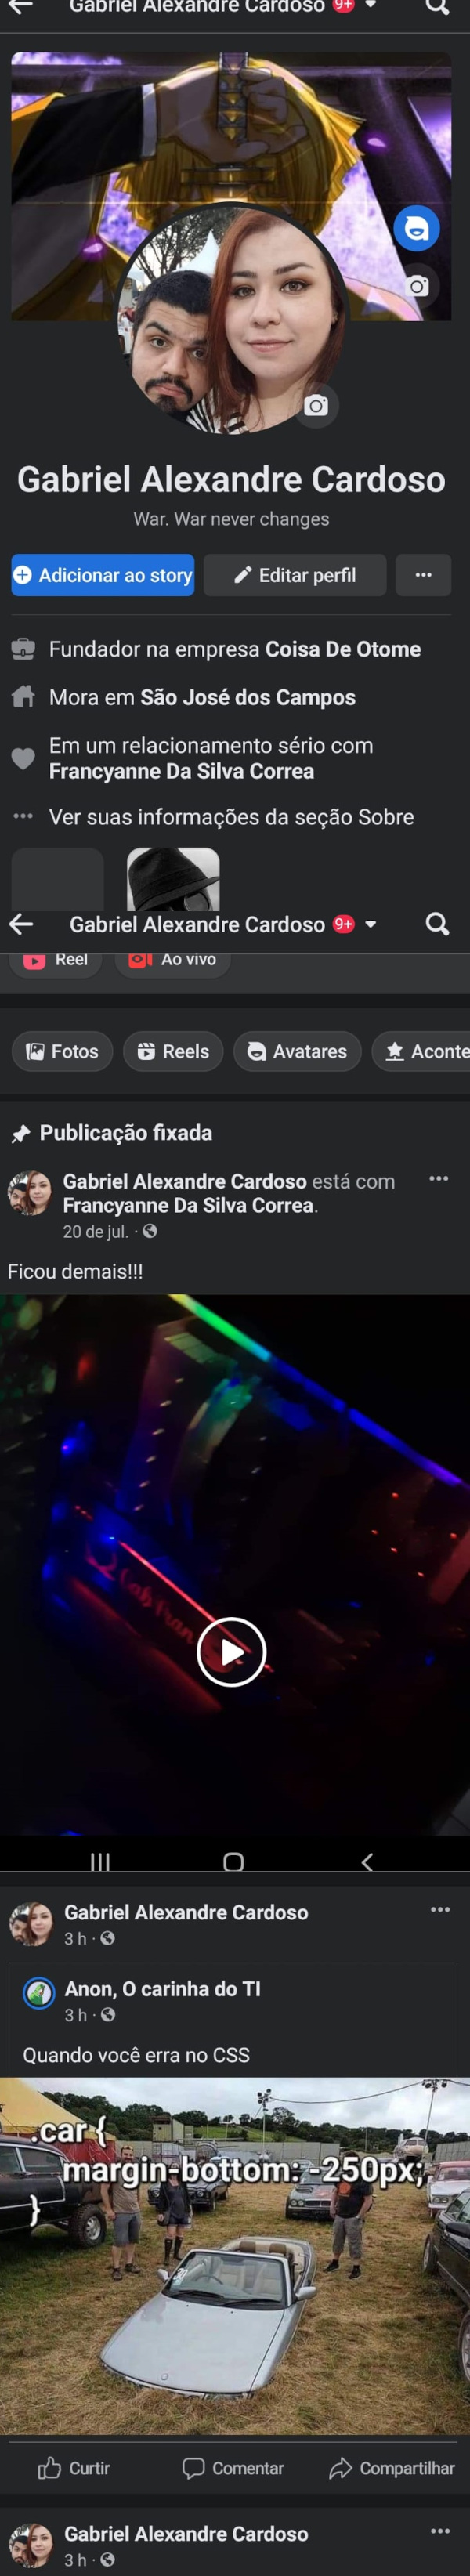 Gabriel Alexandre Cardoso 9+
Gabriel Alexandre Cardoso
War. War never changes
Adicionar ao story
Editar perfil
Fundador na empresa Coisa De Otome
Mora em São José dos Campos
Em um relacionamento sério com
Francyanne Da Silva Correa
Ver suas informações da seção Sobre
Gabriel Alexandre Cardoso 9+
Reel
Ao vivo
Fotos
Reels
Avatares
Aconte
Publicação fixada
Gabriel Alexandre Cardoso está com
Francyanne Da Silva Correa.
20 de jul. ·
Ficou demais!!!
Gabriel Alexandre Cardoso
3 h ·
Anon, O carinha do TI
3 h ·
Quando você erra no CSS
.car {
margin-bottom: -250px;
}
Curtir
Comentar
Compartilhar
Gabriel Alexandre Cardoso
3 h ·